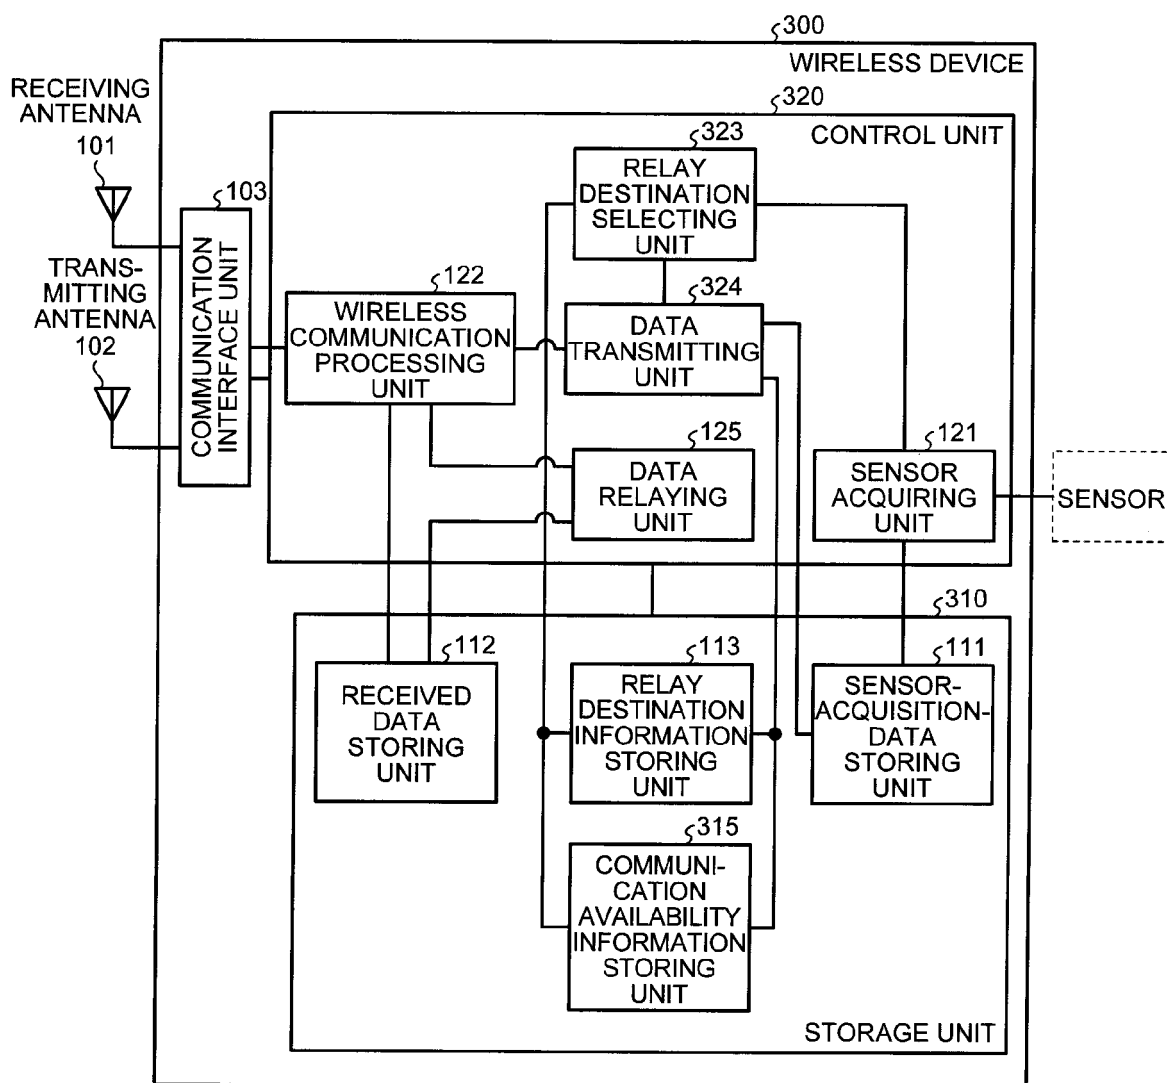 300
WIRELESS DEVICE
RECEIVING
ANTENNA
101
320
CONTROL UNIT
103
COMMUNICATION
INTERFACE UNIT
323
RELAY
DESTINATION
SELECTING
UNIT
TRANS-
MITTING
ANTENNA
102
122
WIRELESS
COMMUNICATION
PROCESSING
UNIT
324
DATA
TRANSMITTING
UNIT
125
DATA
RELAYING
UNIT
121
SENSOR
ACQUIRING
UNIT
SENSOR
310
112
RECEIVED
DATA
STORING
UNIT
113
RELAY
DESTINATION
INFORMATION
STORING
UNIT
111
SENSOR-
ACQUISITION-
DATA
STORING
UNIT
315
COMMUNI-
CATION
AVAILABILITY
INFORMATION
STORING
UNIT
STORAGE UNIT